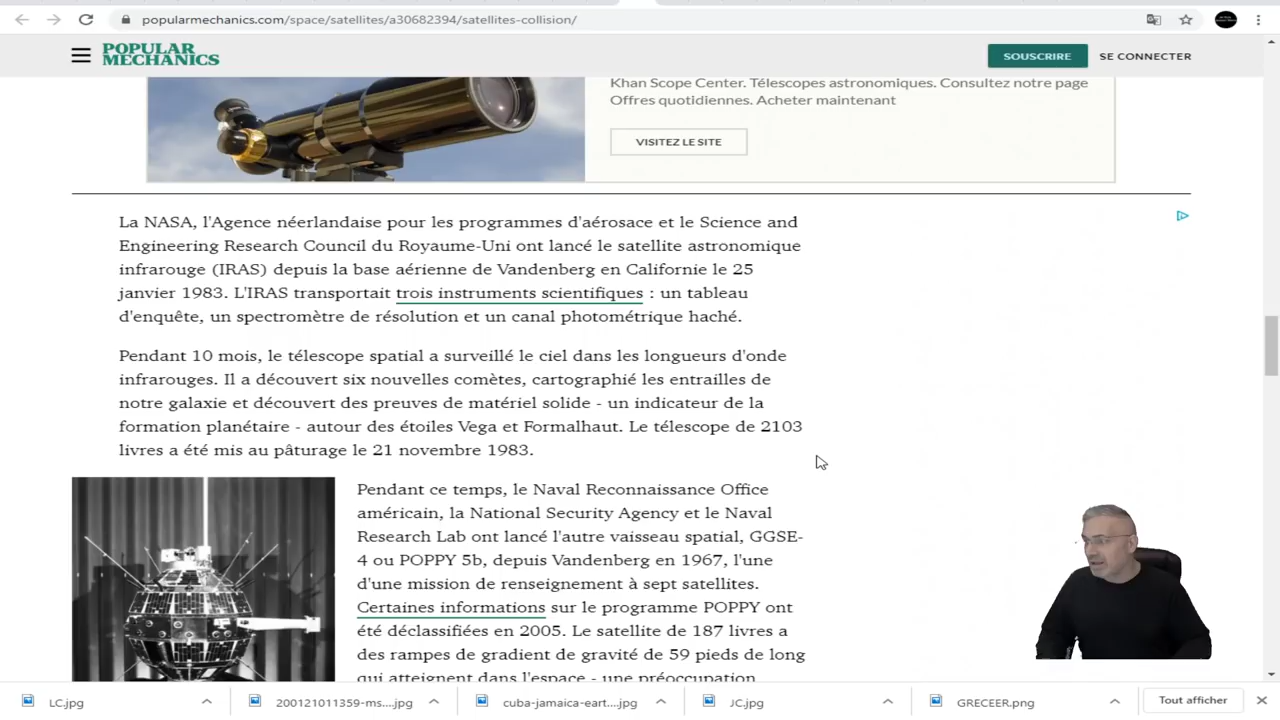 popularmechanics.com/space/satellites/a30682394/satellites-collision/
POPULAR
MECHANICS
SOUSCRIRE
SE CONNECTER
Khan Scope Center. Télescopes astronomiques. Consultez notre page
Offres quotidiennes. Acheter maintenant
VISITEZ LE SITE
La NASA, l'Agence néerlandaise pour les programmes d'aérosace et le Science and
Engineering Research Council du Royaume-Uni ont lancé le satellite astronomique
infrarouge (IRAS) depuis la base aérienne de Vandenberg en Californie le 25
janvier 1983. L'IRAS transportait trois instruments scientifiques : un tableau
d'enquête, un spectromètre de résolution et un canal photométrique haché.
Pendant 10 mois, le télescope spatial a surveillé le ciel dans les longueurs d'onde
infrarouges. Il a découvert six nouvelles comètes, cartographié les entrailles de
notre galaxie et découvert des preuves de matériel solide - un indicateur de la
formation planétaire - autour des étoiles Vega et Formalhaut. Le télescope de 2103
livres a été mis au pâturage le 21 novembre 1983.
Pendant ce temps, le Naval Reconnaissance Office
américain, la National Security Agency et le Naval
Research Lab ont lancé l'autre vaisseau spatial, GGSE-
4 ou POPPY 5b, depuis Vandenberg en 1967, l'une
d'une mission de renseignement à sept satellites.
Certaines informations sur le programme POPPY ont
été déclassifiées en 2005. Le satellite de 187 livres a
des rampes de gradient de gravité de 59 pieds de long
qui atteignent dans l'espace - une préoccupation
LC.jpg
200121011359-ms....jpg
cuba-jamaica-eart....jpg
JC.jpg
GRECEER.png
Tout afficher